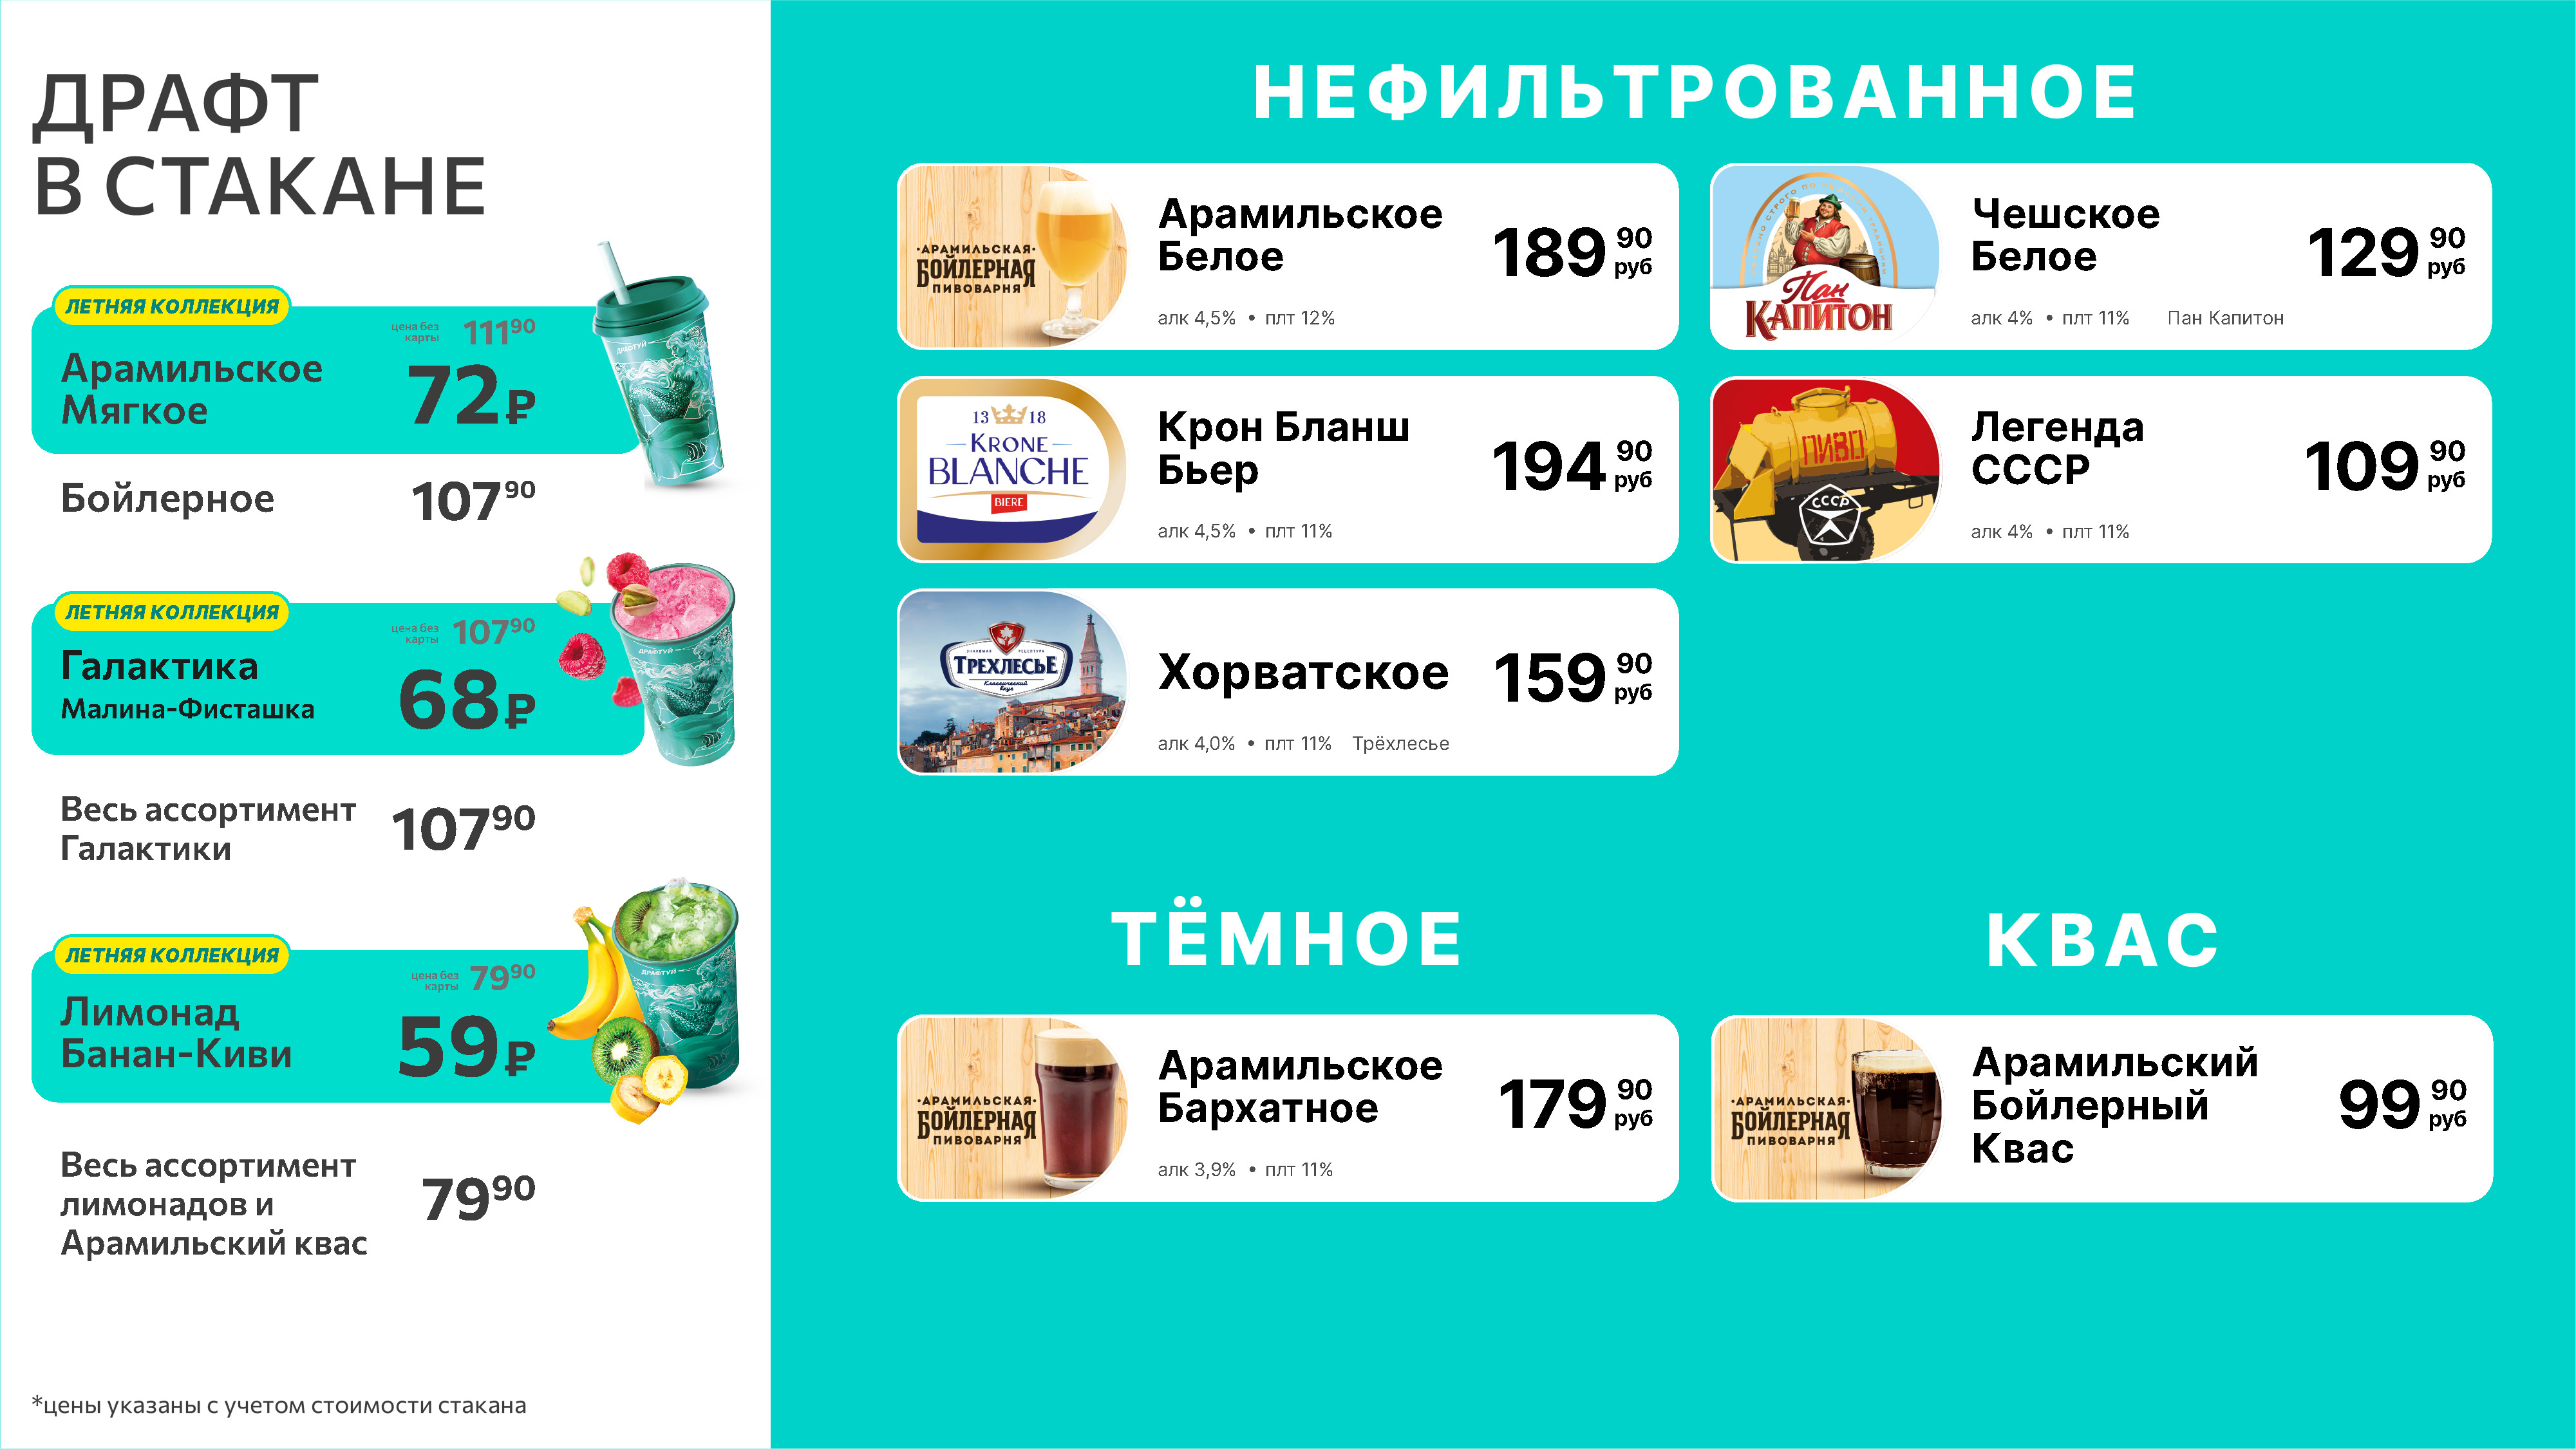 ДРАФТ
В СТАКАНЕ
ЛЕТНЯЯ КОЛЛЕКЦИЯ
цена без
карты
111⁹⁰
Арамильское
Мягкое
72₽
Бойлерное
107⁹⁰
ЛЕТНЯЯ КОЛЛЕКЦИЯ
цена без
карты
107⁹⁰
Галактика
Малина-Фисташка
68₽
Весь ассортимент
Галактики
107⁹⁰
ЛЕТНЯЯ КОЛЛЕКЦИЯ
цена без
карты
79⁹⁰
Лимонад
Банан-Киви
59₽
Весь ассортимент
лимонадов и
Арамильский квас
79⁹⁰
*цены указаны с учетом стоимости стакана
ДРАФТУЙ
ДРАФТУЙ
ДРАФТУЙ
НЕФИЛЬТРОВАННОЕ
·АРАМИЛЬСКАЯ·
БОЙЛЕРНАЯ
ПИВОВАРНЯ
Арамильское
Белое
189 90
руб
алк 4,5% • плт 12%
Пан
КАПИТОН
Чешское
Белое
129 90
руб
алк 4% • плт 11% Пан Капитон
13 18
KRONE
BLANCHE
BIERE
Крон Бланш
Бьер
194 90
руб
алк 4,5% • плт 11%
ПИВО
СССР
Легенда
СССР
109 90
руб
алк 4% • плт 11%
ТРЕХЛЕСЬЕ
Классический
вкус
Хорватское
159 90
руб
алк 4,0% • плт 11% Трёхлесье
ТЁМНОЕ
·АРАМИЛЬСКАЯ·
БОЙЛЕРНАЯ
ПИВОВАРНЯ
Арамильское
Бархатное
179 90
руб
алк 3,9% • плт 11%
КВАС
·АРАМИЛЬСКАЯ·
БОЙЛЕРНАЯ
ПИВОВАРНЯ
Арамильский
Бойлерный
Квас
99 90
руб